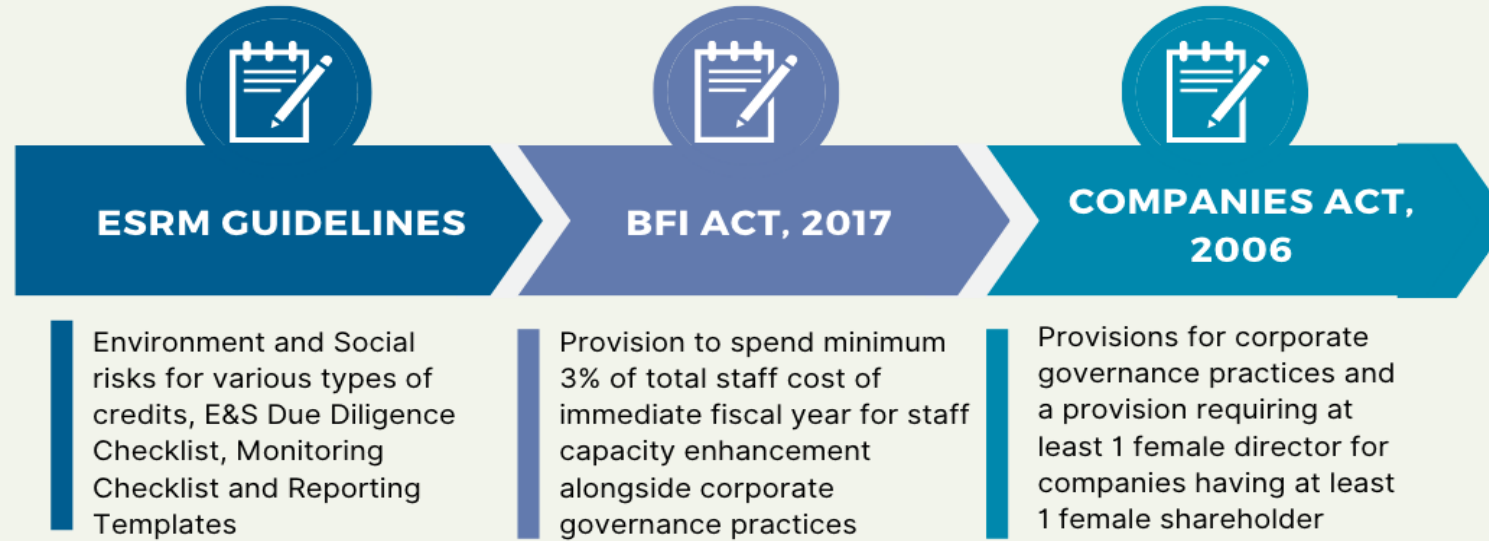 ESRM GUIDELINES
Environment and Social
risks for various types of
credits, E&S Due Diligence
Checklist, Monitoring
Checklist and Reporting
Templates
BFI ACT, 2017
Provision to spend minimum
3% of total staff cost of
immediate fiscal year for staff
capacity enhancement
alongside corporate
governance practices
COMPANIES ACT,
2006
Provisions for corporate
governance practices and
a provision requiring at
least 1 female director for
companies having at least
1 female shareholder